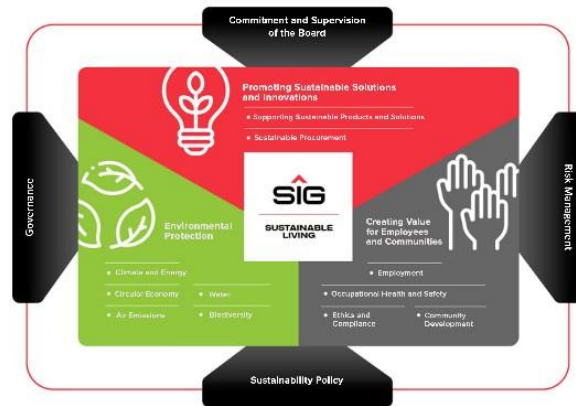 Commitment and Supervision
of the Board
Promoting Sustainable Solutions
and Innovations
• Supporting Sustainable Products and Solutions
• Sustainable Procurement
Governance
SIG
SUSTAINABLE
LIVING
Risk Management
Environmental
Protection
• Climate and Energy
• Circular Economy
• Water
• Air Emissions
• Biodiversity
Creating Value
for Employees
and Communities
• Employment
• Occupational Health and Safety
• Ethics and
Compliance
• Community
Development
Sustainability Policy